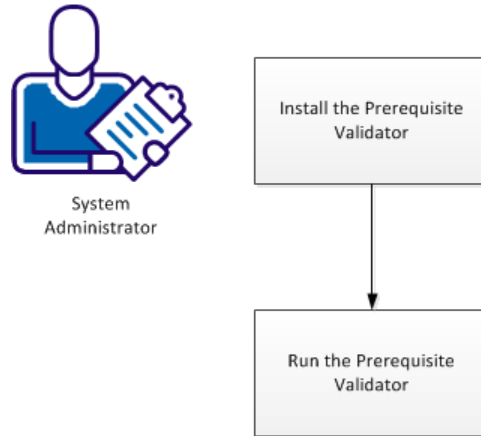 System
Administrator
Install the Prerequisite
Validator
Run the Prerequisite
Validator